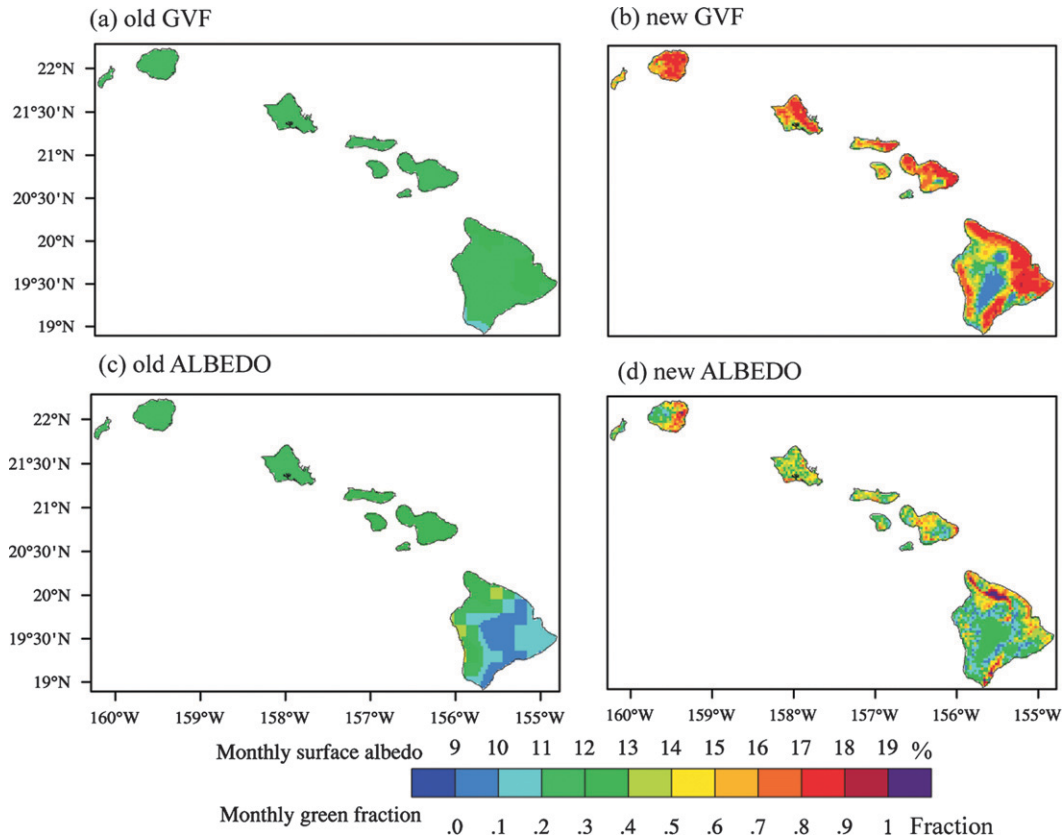 (a) old GVF
(b) new GVF
22°N
21°30'N
21°N
20°30'N
20°N
19°30'N
19°N
(c) old ALBEDO
(d) new ALBEDO
22°N
21°30'N
21°N
20°30'N
20°N
19°30'N
19°N
160°W 159°W 158°W 157°W 156°W 155°W
160°W 159°W 158°W 157°W 156°W 155°W
Monthly surface albedo 9 10 11 12 13 14 15 16 17 18 19 %
Monthly green fraction .0 .1 .2 .3 .4 .5 .6 .7 .8 .9 1 Fraction